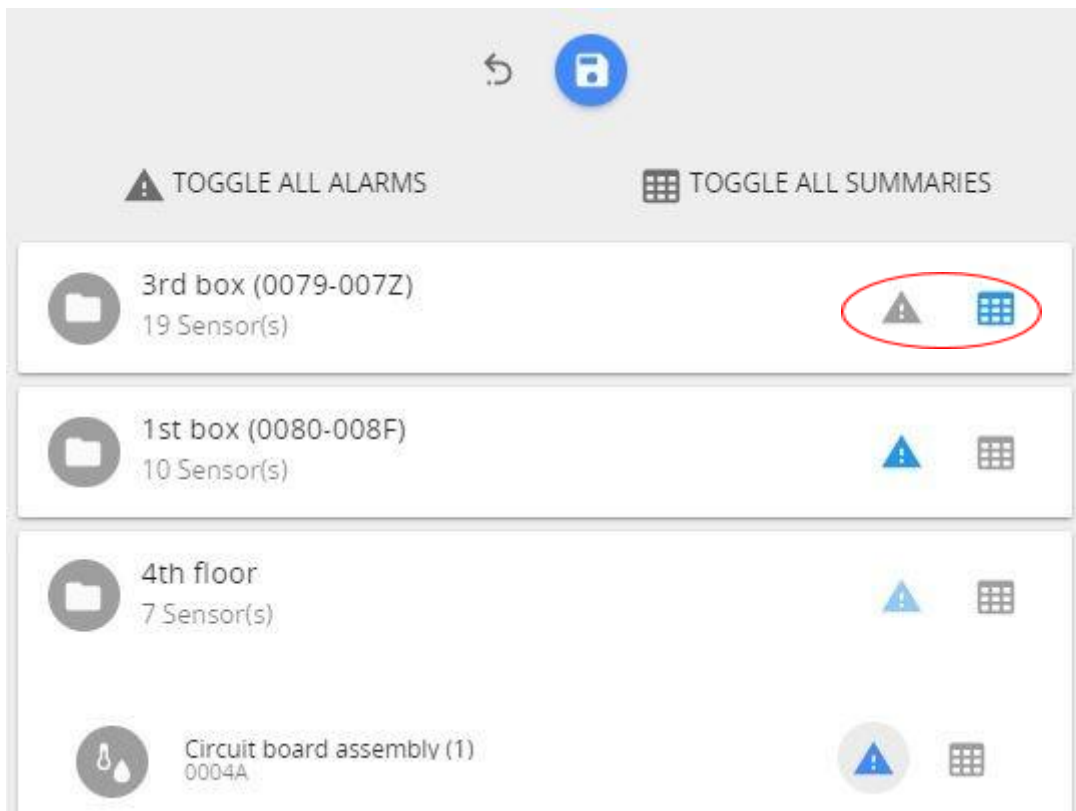 TOGGLE ALL ALARMS
TOGGLE ALL SUMMARIES
3rd box (0079-007Z)
19 Sensor(s)
1st box (0080-008F)
10 Sensor(s)
4th floor
7 Sensor(s)
Circuit board assembly (1)
0004A